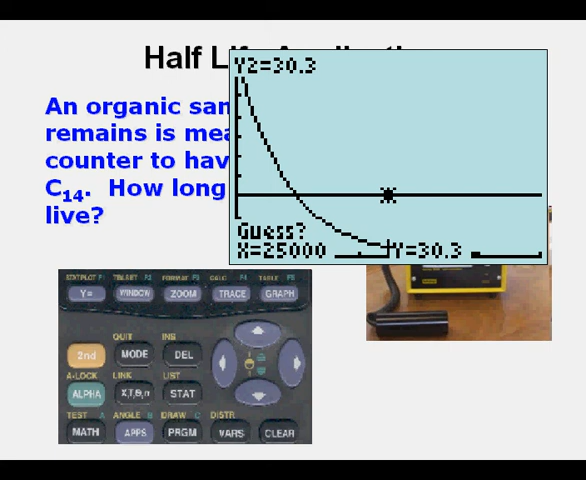 Half Life
An organic
remains is
counter to hav
C14. How long
live?
Y2=30.3
Guess?
X=25000 Y=30.3
STAT PLOT F1 TBLSET F2 FORMAT F3 CALC F4 TABLE F5
Y= WINDOW ZOOM TRACE GRAPH
QUIT INS
2nd MODE DEL
A-LOCK LINK LIST
ALPHA X,T,θ,n STAT
TEST A ANGLE B DRAW C DISTR
MATH APPS PRGM VARS CLEAR